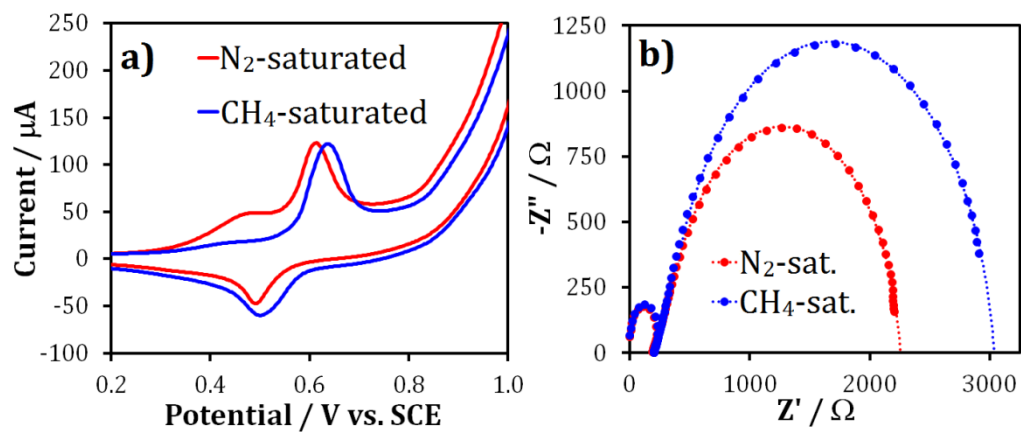 a)
N₂-saturated
CH₄-saturated
250
200
150
100
50
0
-50
-100
Current / μA
0.2
0.4
0.6
0.8
1.0
Potential / V vs. SCE
b)
1250
1000
750
500
250
0
-Z'' / Ω
N₂-sat.
CH₄-sat.
0
1000
2000
3000
Z' / Ω